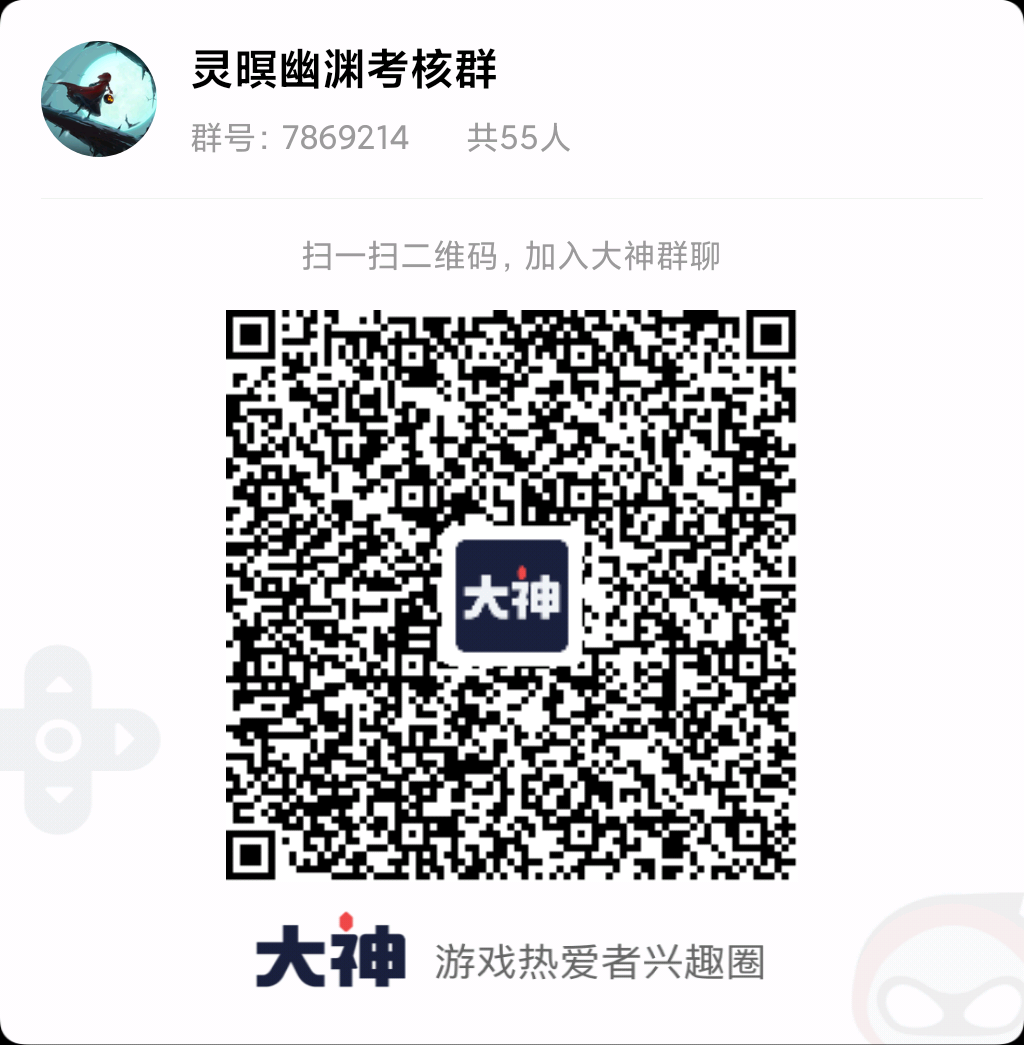 灵暝幽渊考核群
群号: 7869214 共55人
扫一扫二维码, 加入大神群聊
大神
大神 游戏热爱者兴趣圈